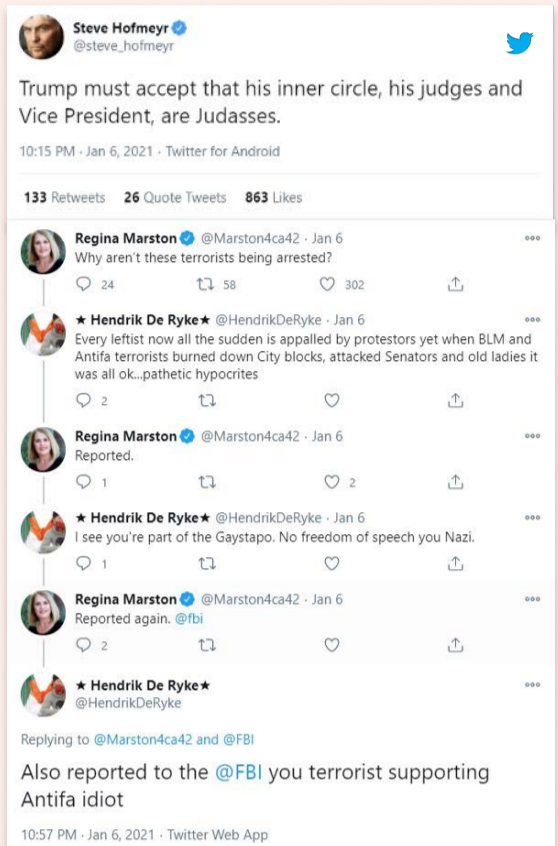 Steve Hofmeyr
@steve_hofmeyr
Trump must accept that his inner circle, his judges and
Vice President, are Judasses.
10:15 PM · Jan 6, 2021 · Twitter for Android
133 Retweets 26 Quote Tweets 863 Likes
Regina Marston @Marston4ca42 · Jan 6
Why aren't these terrorists being arrested?
24 58 302
★ Hendrik De Ryke★ @HendrikDeRyke · Jan 6
Every leftist now all the sudden is appalled by protestors yet when BLM and
Antifa terrorists burned down City blocks, attacked Senators and old ladies it
was all ok...pathetic hypocrites
2
Regina Marston @Marston4ca42 · Jan 6
Reported.
1 2
★ Hendrik De Ryke★ @HendrikDeRyke · Jan 6
I see you're part of the Gaystapo. No freedom of speech you Nazi.
1
Regina Marston @Marston4ca42 · Jan 6
Reported again. @fbi
2
★ Hendrik De Ryke★
@HendrikDeRyke
Replying to @Marston4ca42 and @FBI
Also reported to the @FBI you terrorist supporting
Antifa idiot
10:57 PM · Jan 6, 2021 · Twitter Web App